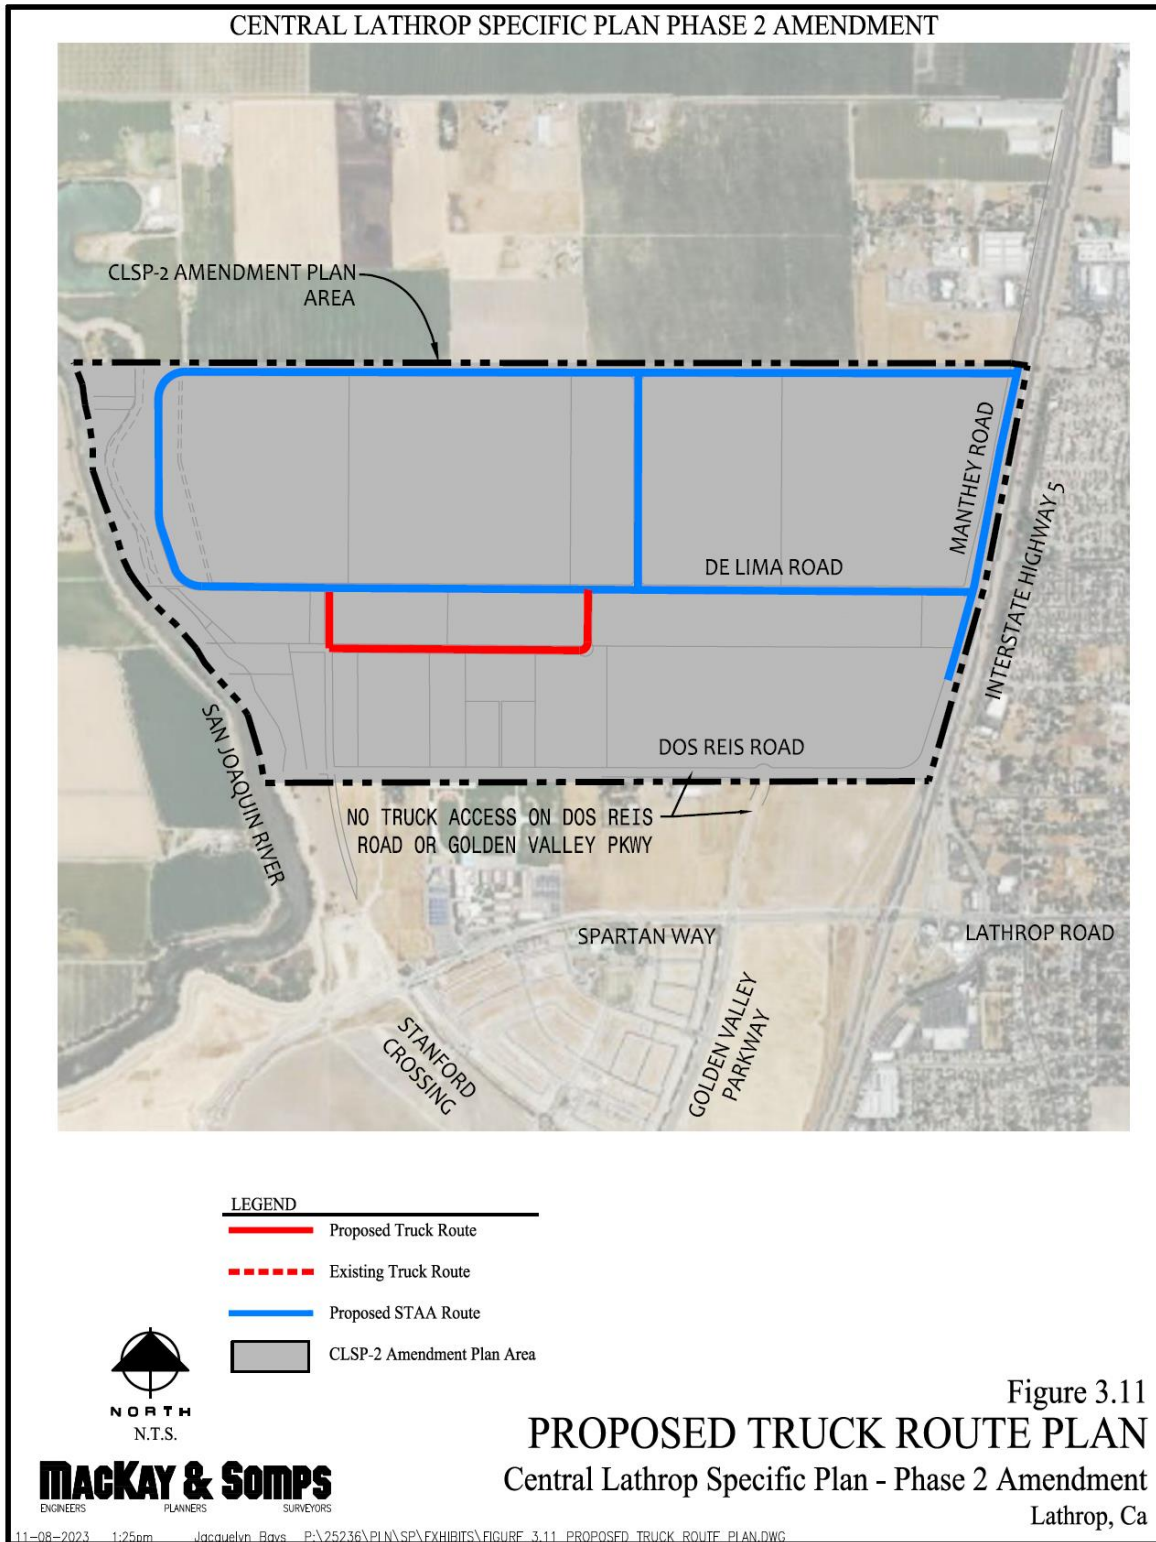 CENTRAL LATHROP SPECIFIC PLAN PHASE 2 AMENDMENT
CLSP-2 AMENDMENT PLAN
AREA
MANTHEY ROAD
INTERSTATE HIGHWAY 5
DE LIMA ROAD
SAN JOAQUIN RIVER
DOS REIS ROAD
NO TRUCK ACCESS ON DOS REIS
ROAD OR GOLDEN VALLEY PKWY
SPARTAN WAY
LATHROP ROAD
STANFORD
CROSSING
GOLDEN VALLEY
PARKWAY
LEGEND
Proposed Truck Route
Existing Truck Route
Proposed STAA Route
CLSP-2 Amendment Plan Area
NORTH
N.T.S.
Figure 3.11
PROPOSED TRUCK ROUTE PLAN
Central Lathrop Specific Plan - Phase 2 Amendment
Lathrop, Ca
MACKAY & SOMPS
ENGINEERS PLANNERS SURVEYORS
11-08-2023 1:25pm Jacquelyn Bays P:\25236\PLN\SP\EXHIBITS\FIGURE 3.11 PROPOSED TRUCK ROUTE PLAN.DWG